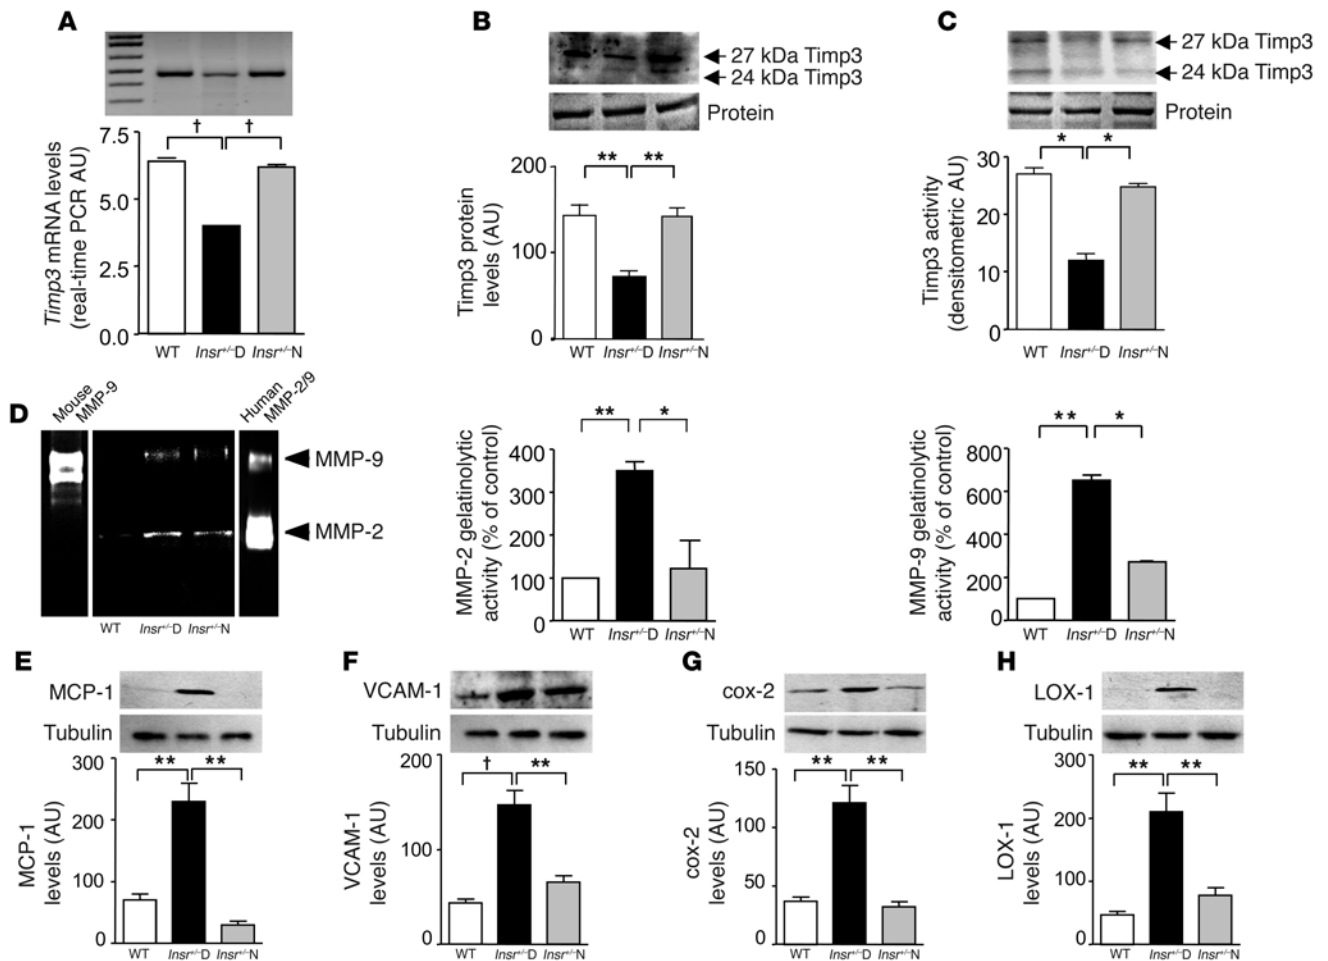 A
†
†
7.5
5.0
2.5
0.0
Timp3 mRNA levels
(real-time PCR AU)
WT
Insr+/–D
Insr+/–N
B
27 kDa Timp3
24 kDa Timp3
Protein
**
**
200
100
0
Timp3 protein
levels (AU)
WT
Insr+/–D
Insr+/–N
C
27 kDa Timp3
24 kDa Timp3
Protein
*
*
30
20
10
0
Timp3 activity
(densitometric AU)
WT
Insr+/–D
Insr+/–N
D
Mouse
MMP-9
Human
MMP-2/9
MMP-9
MMP-2
WT
Insr+/–D
Insr+/–N
**
*
400
300
200
100
0
MMP-2 gelatinolytic
activity (% of control)
WT
Insr+/–D
Insr+/–N
**
*
800
600
400
200
0
MMP-9 gelatinolytic
activity (% of control)
WT
Insr+/–D
Insr+/–N
E
MCP-1
Tubulin
**
**
300
200
100
0
MCP-1
levels (AU)
WT
Insr+/–D
Insr+/–N
F
VCAM-1
Tubulin
†
**
200
100
0
VCAM-1
levels (AU)
WT
Insr+/–D
Insr+/–N
G
cox-2
Tubulin
**
**
150
100
50
0
cox-2
levels (AU)
WT
Insr+/–D
Insr+/–N
H
LOX-1
Tubulin
**
**
300
200
100
0
LOX-1
levels (AU)
WT
Insr+/–D
Insr+/–N